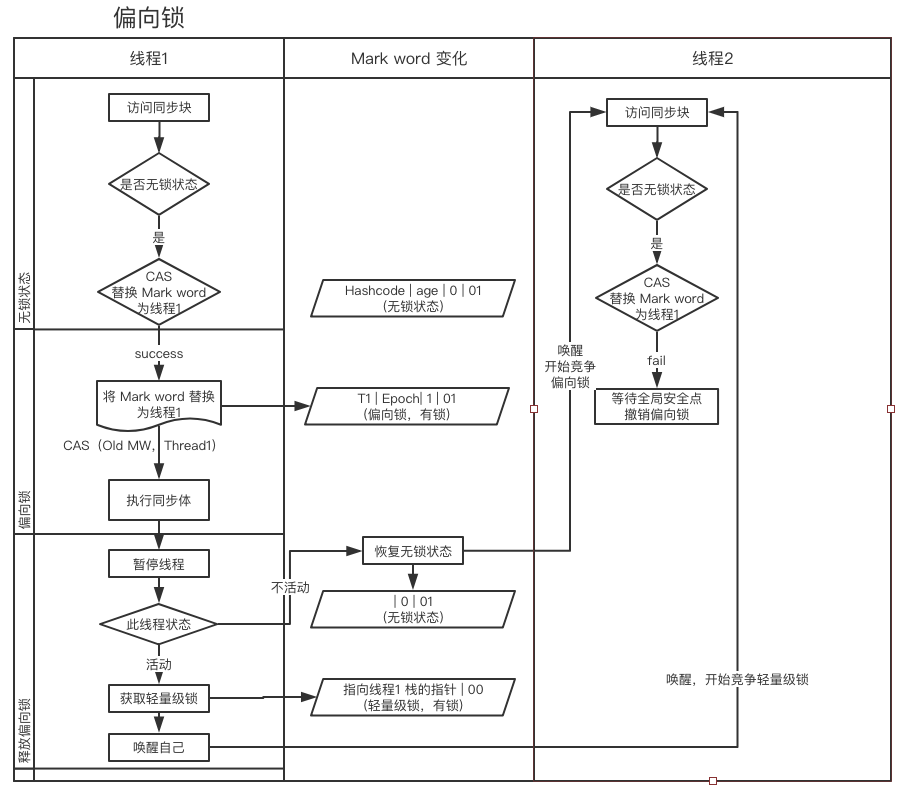 偏向锁
线程1
Mark word 变化
线程2
无锁状态
访问同步块
是否无锁状态
是
CAS
替换 Mark word
为线程1
Hashcode | age | 0 | 01
(无锁状态)
访问同步块
是否无锁状态
是
CAS
替换 Mark word
为线程1
fail
等待全局安全点
撤销偏向锁
唤醒
开始竞争
偏向锁
偏向锁
success
将 Mark word 替换
为线程1
T1 | Epoch| 1 | 01
(偏向锁，有锁)
CAS（Old MW，Thread1）
执行同步体
释放偏向锁
暂停线程
此线程状态
不活动
恢复无锁状态
| 0 | 01
(无锁状态)
活动
获取轻量级锁
指向线程1 栈的指针 | 00
(轻量级锁，有锁)
唤醒自己
唤醒，开始竞争轻量级锁